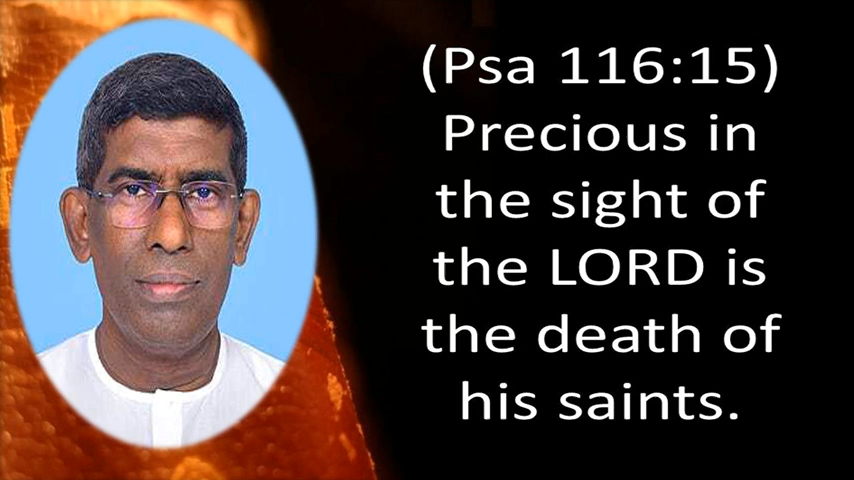 (Psa 116:15)
Precious in
the sight of
the LORD is
the death of
his saints.